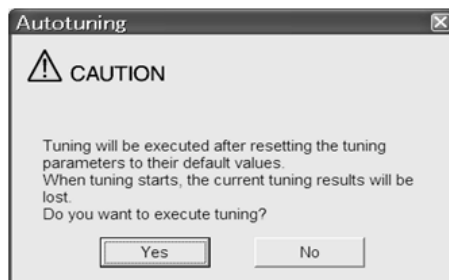 Autotuning
CAUTION
Tuning will be executed after resetting the tuning
parameters to their default values.
When tuning starts, the current tuning results will be
lost.
Do you want to execute tuning?
Yes
No